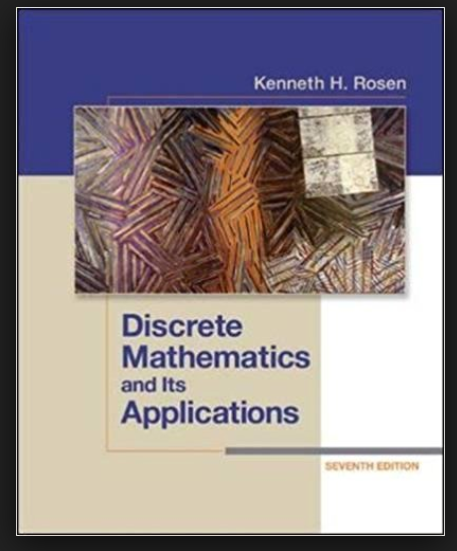 Kenneth H. Rosen
Discrete
Mathematics
and Its
Applications
SEVENTH EDITION